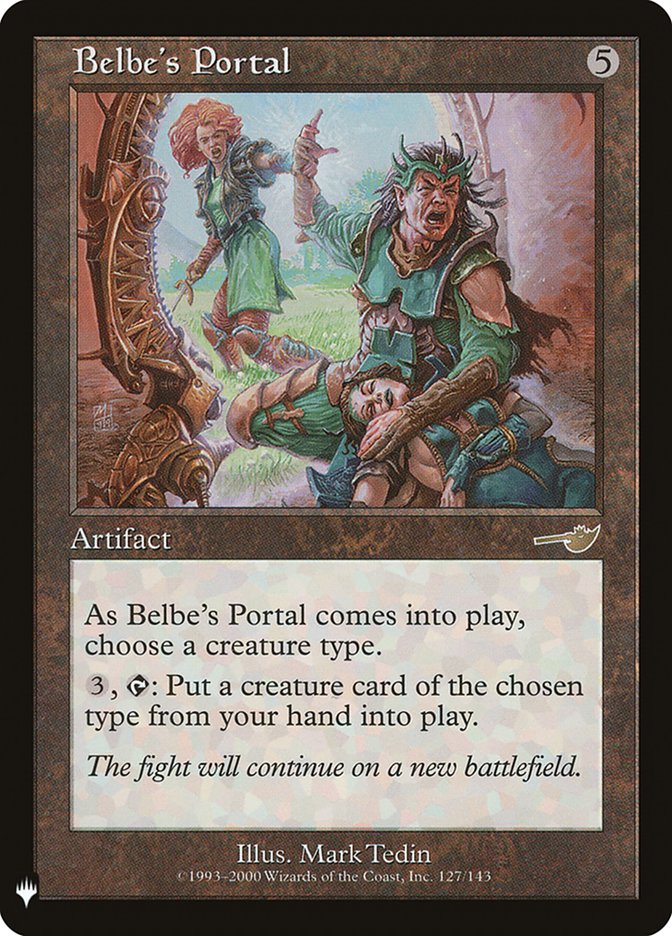 Belbe's Portal 5
Artifact
As Belbe's Portal comes into play,
choose a creature type.
3, : Put a creature card of the chosen
type from your hand into play.
The fight will continue on a new battlefield.
Illus. Mark Tedin
©1993–2000 Wizards of the Coast, Inc. 127/143